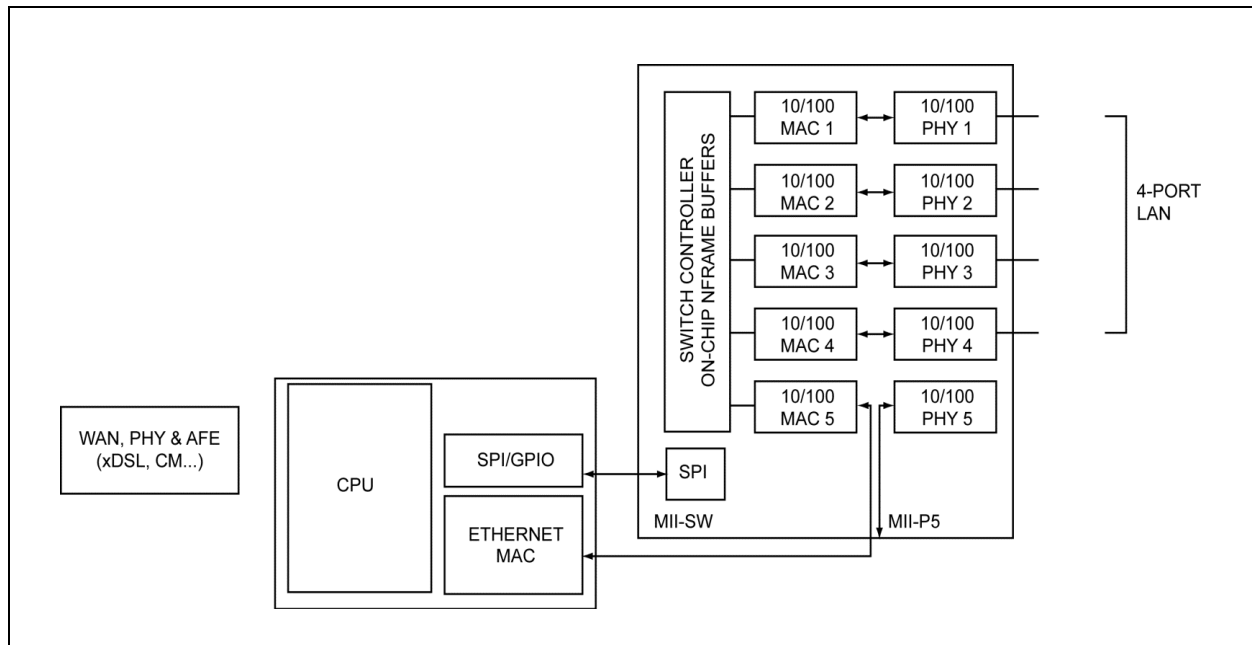 SWITCH CONTROLLER
ON-CHIP NFRAME BUFFERS
10/100
MAC 1
10/100
PHY 1
10/100
MAC 2
10/100
PHY 2
10/100
MAC 3
10/100
PHY 3
10/100
MAC 4
10/100
PHY 4
10/100
MAC 5
10/100
PHY 5
4-PORT
LAN
WAN, PHY & AFE
(xDSL, CM...)
CPU
SPI/GPIO
SPI
ETHERNET
MAC
MII-SW
MII-P5